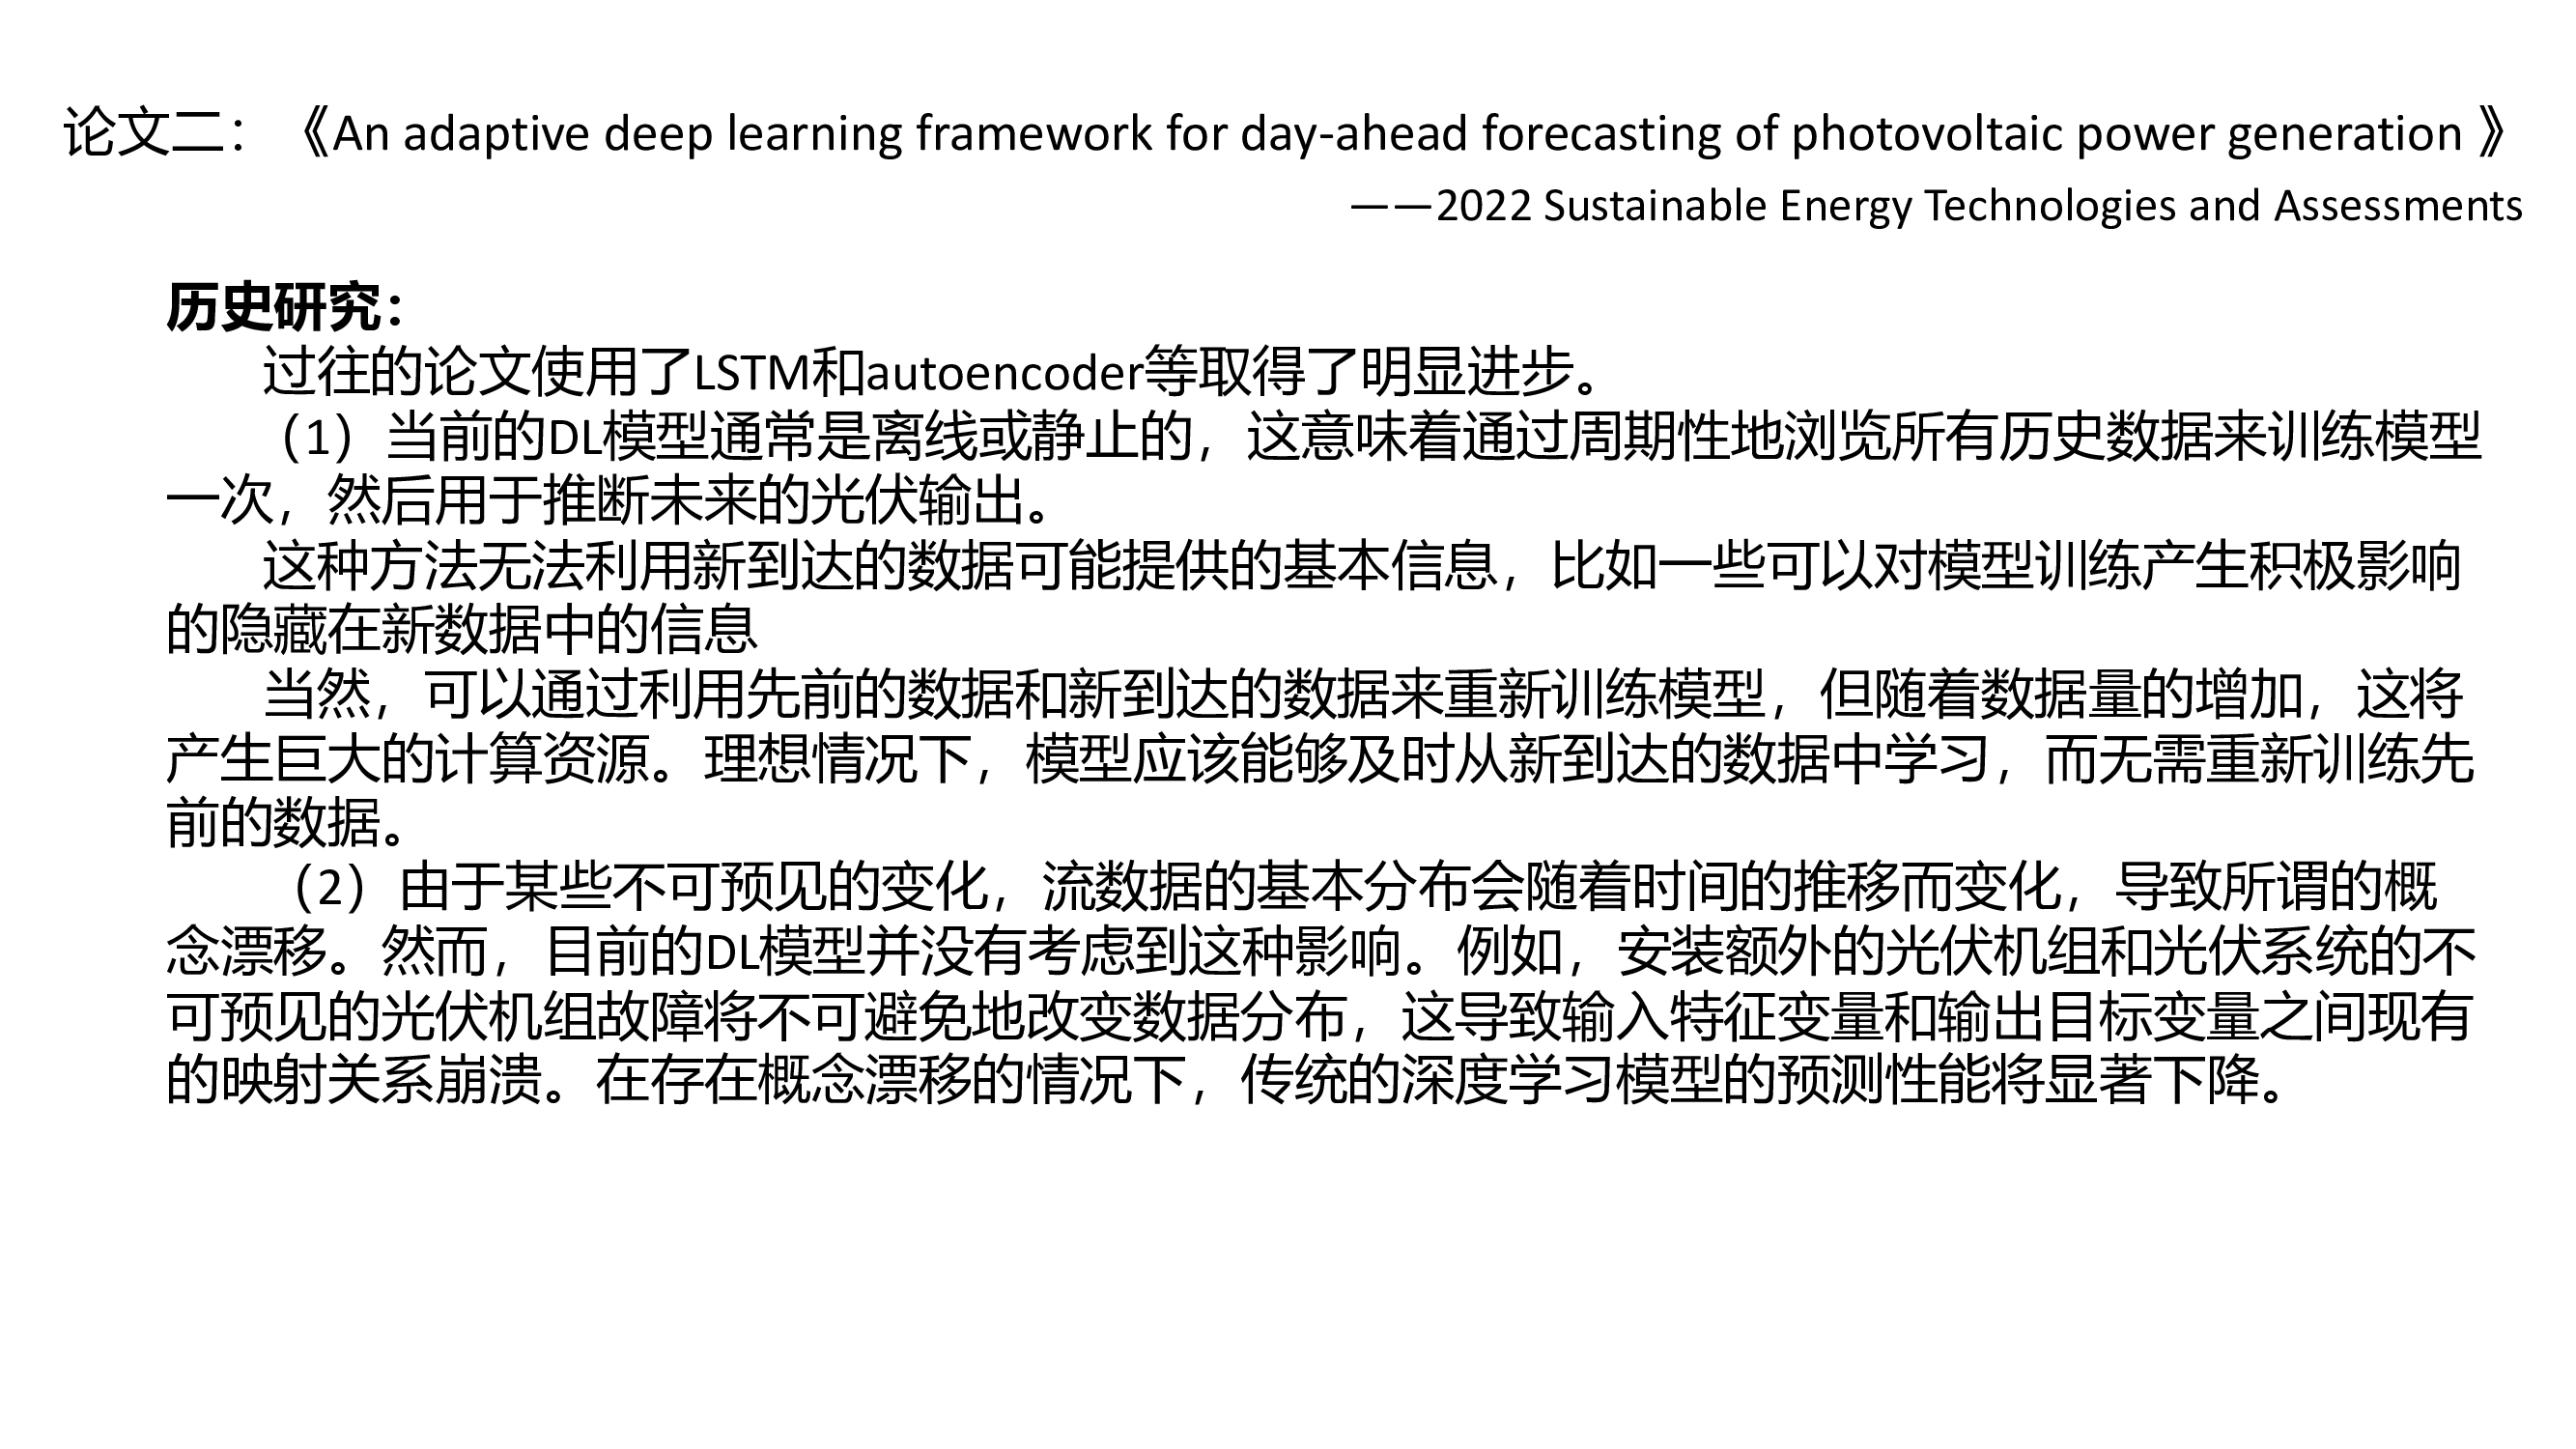 论文二：《An adaptive deep learning framework for day-ahead forecasting of photovoltaic power generation 》
——2022 Sustainable Energy Technologies and Assessments
历史研究：
过往的论文使用了LSTM和autoencoder等取得了明显进步。
（1）当前的DL模型通常是离线或静止的，这意味着通过周期性地浏览所有历史数据来训练模型
一次，然后用于推断未来的光伏输出。
这种方法无法利用新到达的数据可能提供的基本信息，比如一些可以对模型训练产生积极影响
的隐藏在新数据中的信息
当然，可以通过利用先前的数据和新到达的数据来重新训练模型，但随着数据量的增加，这将
产生巨大的计算资源。理想情况下，模型应该能够及时从新到达的数据中学习，而无需重新训练先
前的数据。
（2）由于某些不可预见的变化，流数据的基本分布会随着时间的推移而变化，导致所谓的概
念漂移。然而，目前的DL模型并没有考虑到这种影响。例如，安装额外的光伏机组和光伏系统的不
可预见的光伏机组故障将不可避免地改变数据分布，这导致输入特征变量和输出目标变量之间现有
的映射关系崩溃。在存在概念漂移的情况下，传统的深度学习模型的预测性能将显著下降。